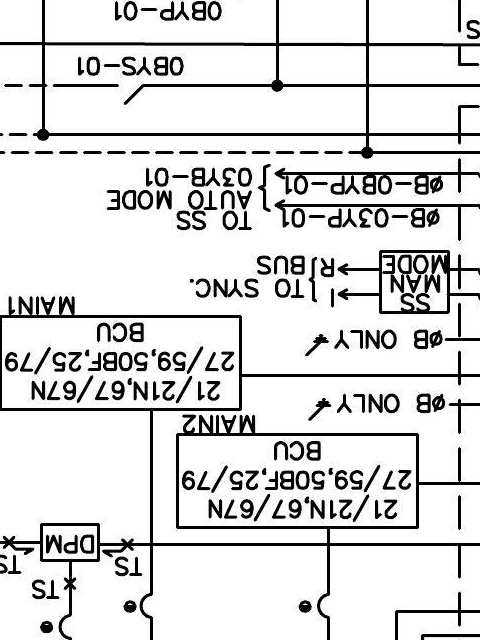 TS
TS
TS
DPM
21/21N,67/67N
27/59,50BF,25/79
BCU
MAIN2
øB ONLY
21/21N,67/67N
27/59,50BF,25/79
BCU
MAIN1
øB ONLY
SS
MAN
MODE
I TO SYNC.
R BUS
øB-03YP-01
TO SS
AUTO MODE
øB-0BYP-01
03YB-01
0BYS-01
0BYP-01
S